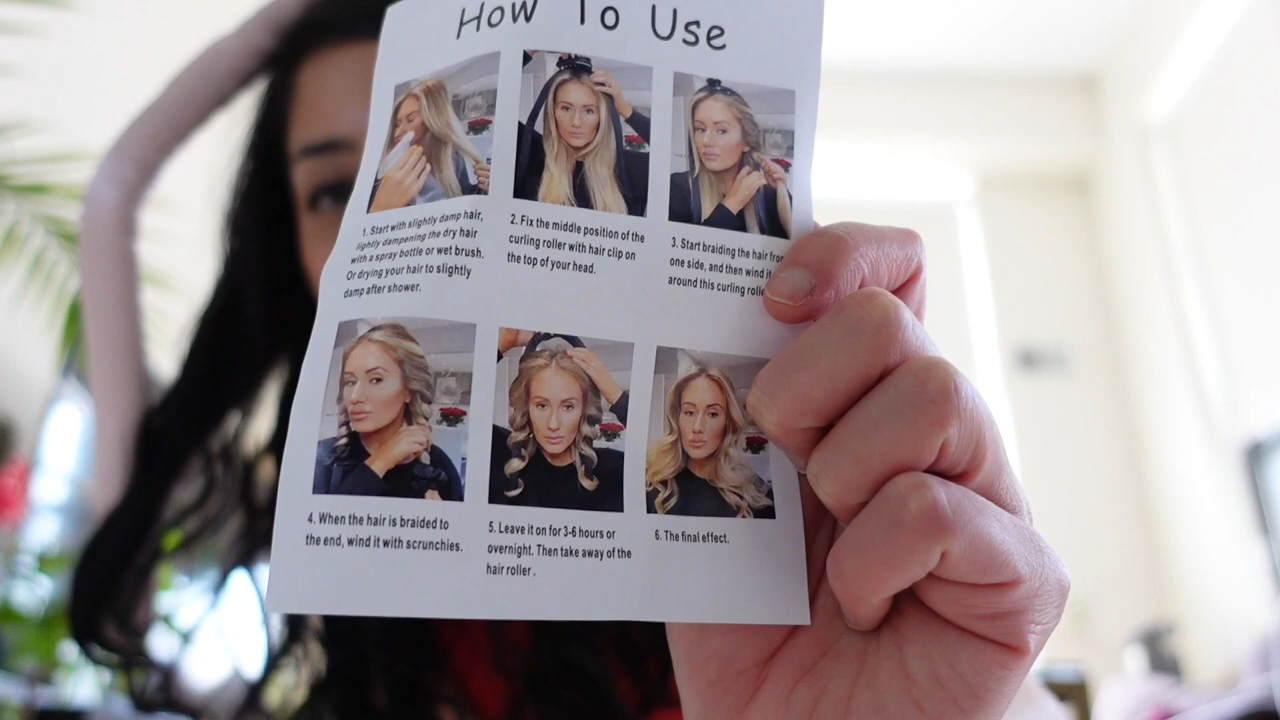 How To Use
1. Start with slightly damp hair,
lightly dampening the dry hair
with a spray bottle or wet brush.
Or drying your hair to slightly
damp after shower.
2. Fix the middle position of the
curling roller with hair clip on
the top of your head.
3. Start braiding the hair from
one side, and then wind it
around this curling
4. When the hair is braided to
the end, wind it with scrunchies.
5. Leave it on for 3-6 hours or
overnight. Then take away of the
hair roller .
6. The final effect.